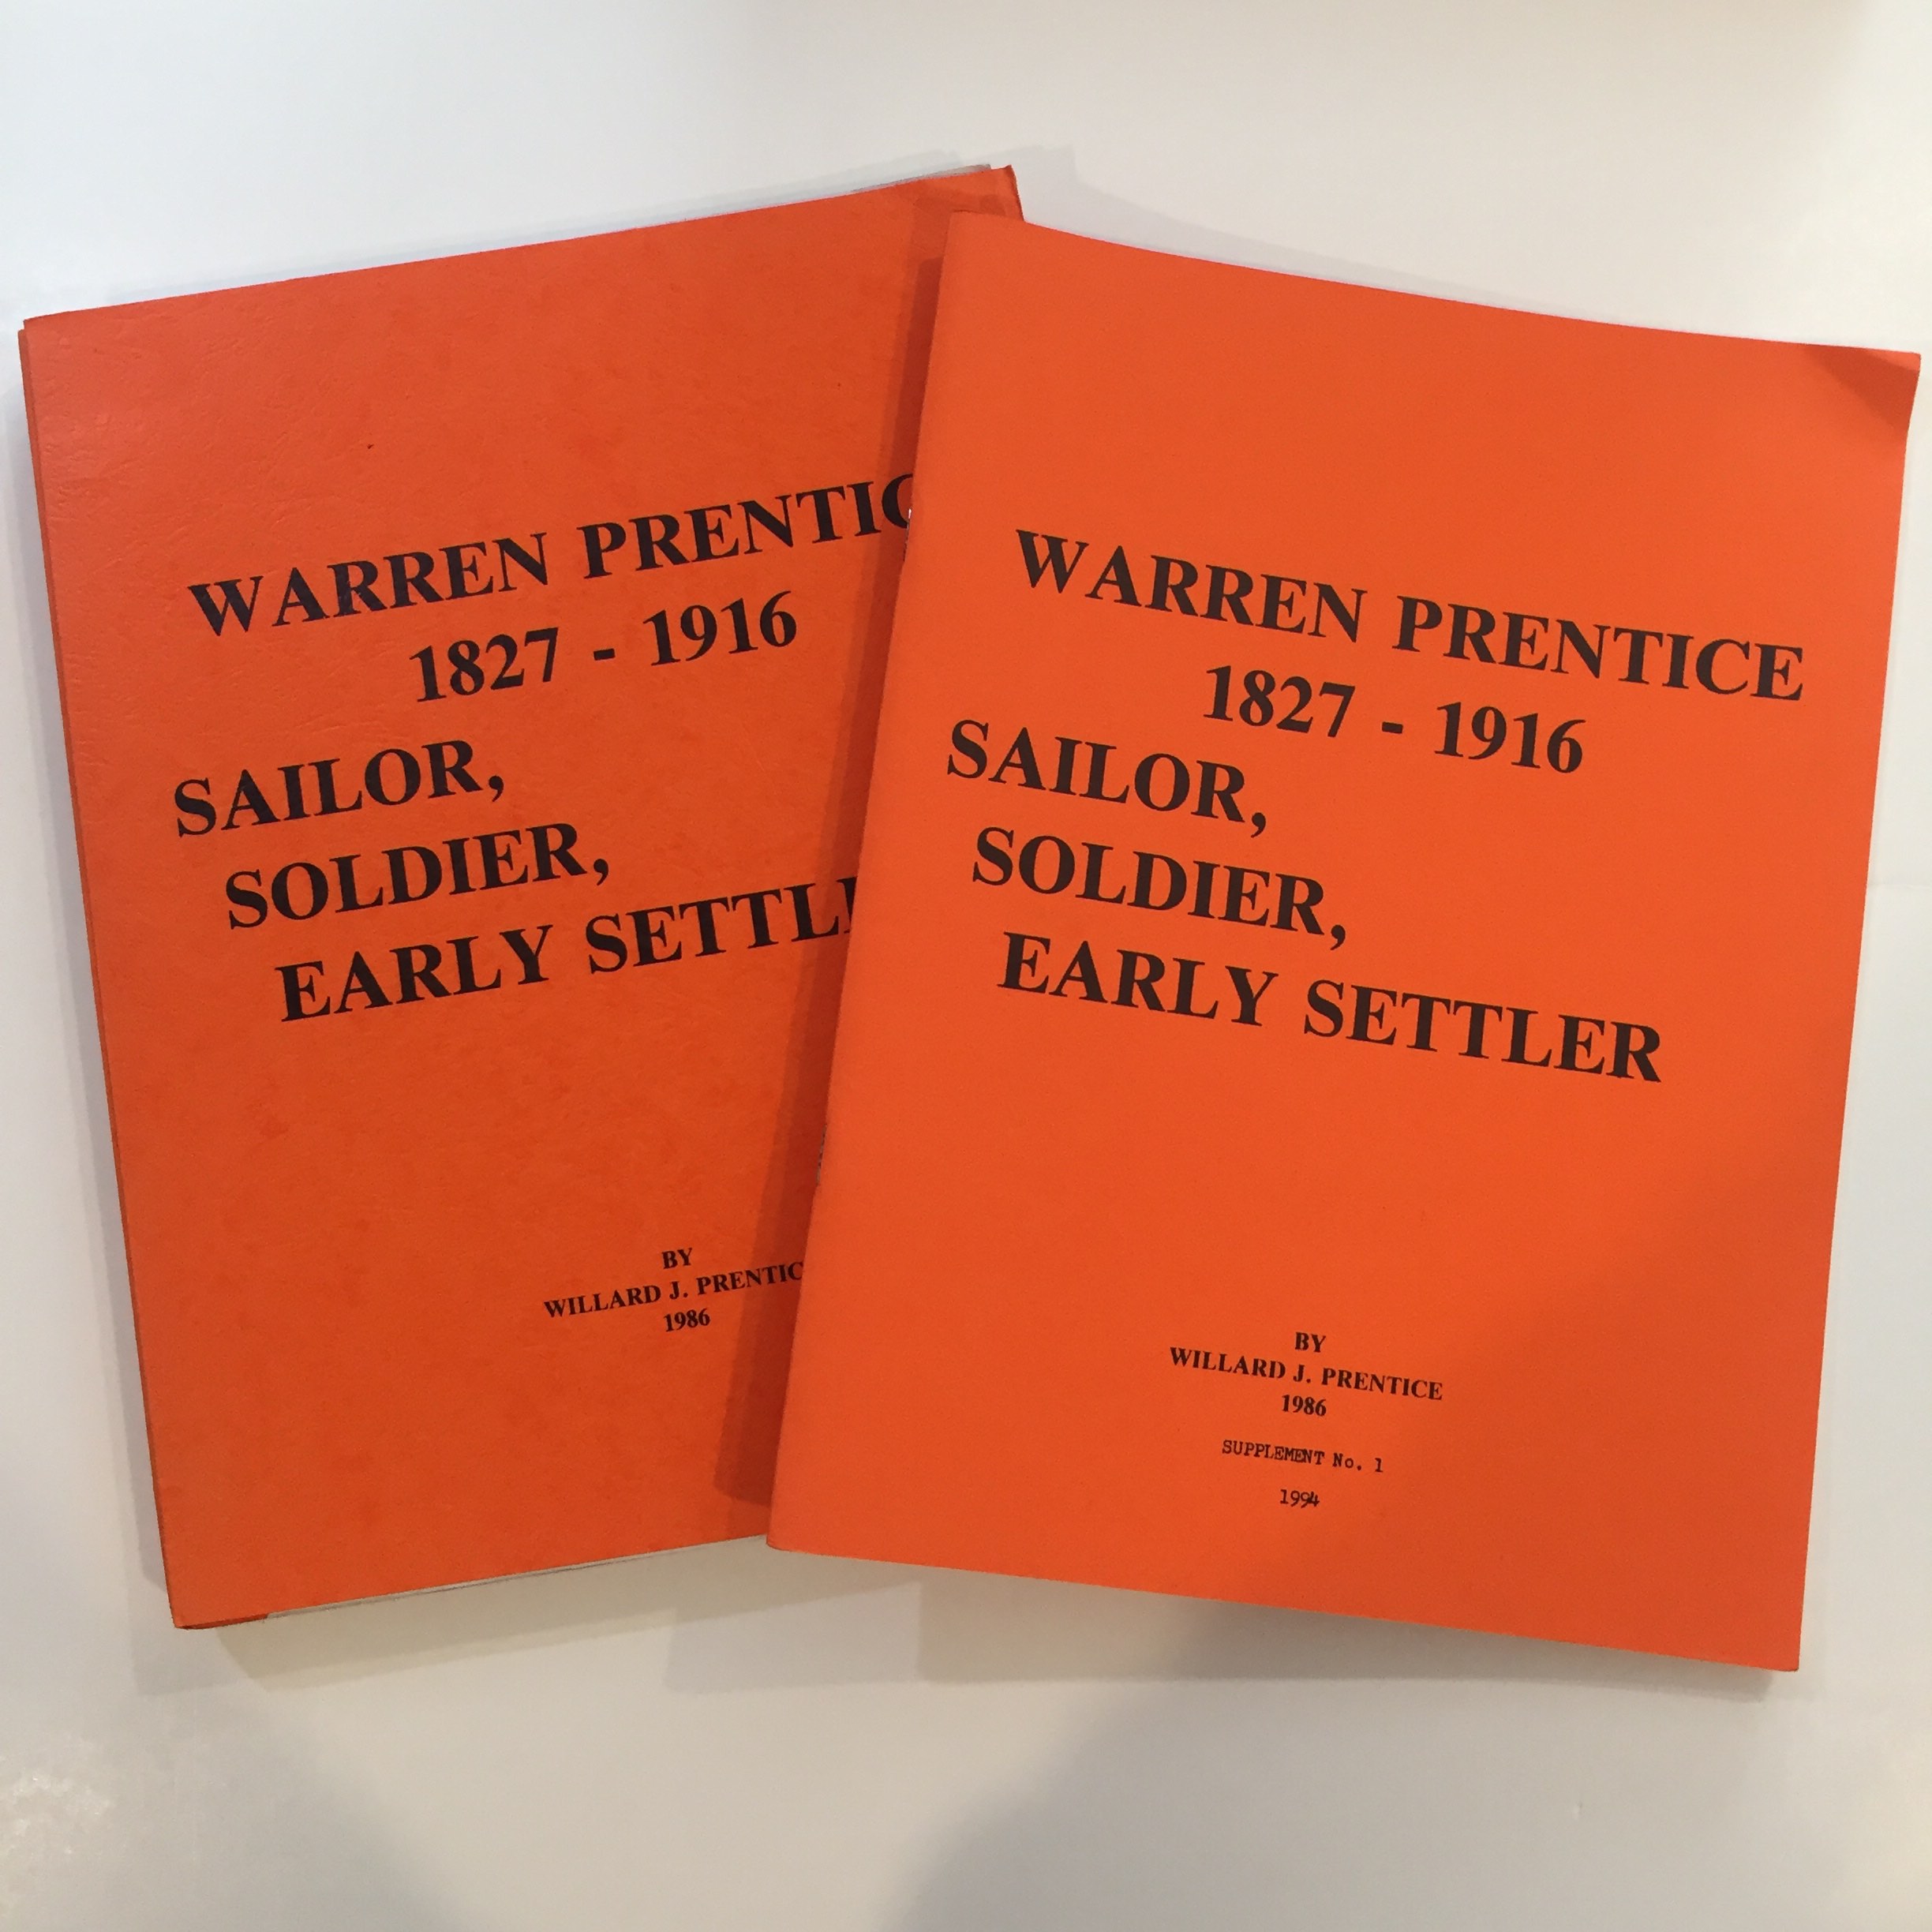 WARREN PRENTIC
1827 - 1916
SAILOR,
SOLDIER,
EARLY SETTL
BY
WILLARD J. PRENTIC
1986
WARREN PRENTICE
1827 - 1916
SAILOR,
SOLDIER,
EARLY SETTLER
BY
WILLARD J. PRENTICE
1986
SUPPLEMENT No. 1
1994